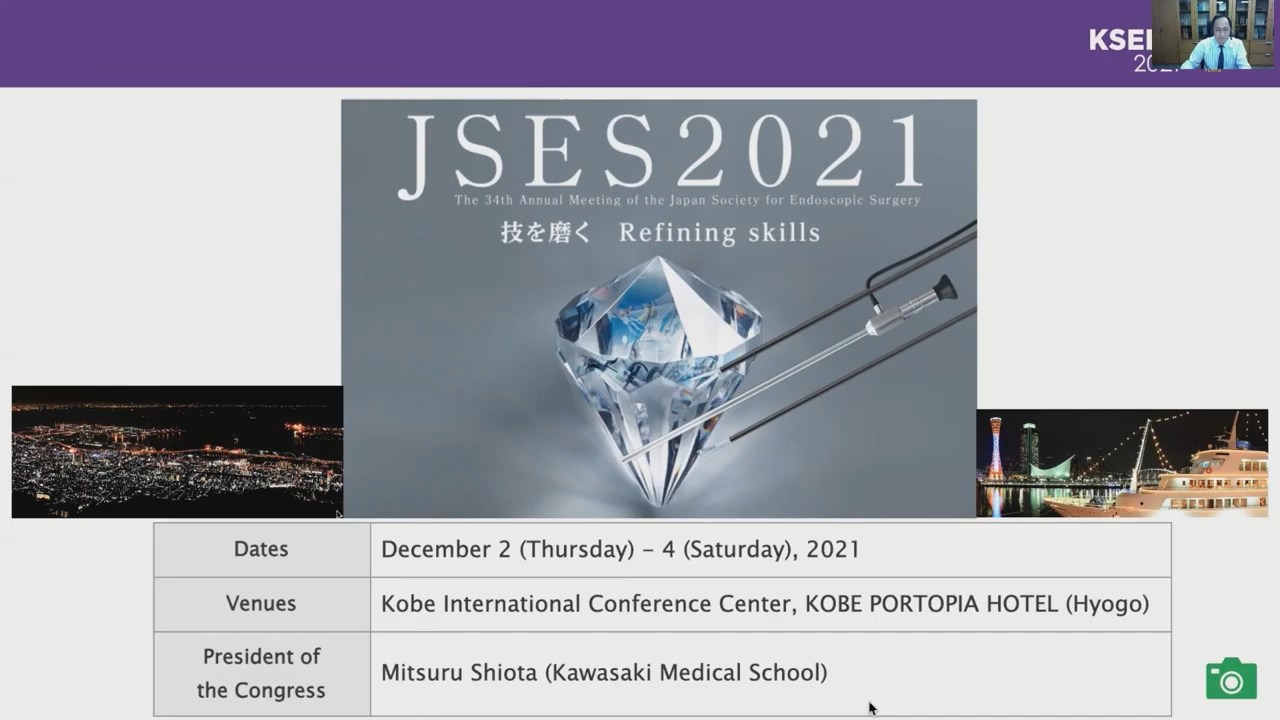 KSE
JSES2021
The 34th Annual Meeting of the Japan Society for Endoscopic Surgery
技を磨く Refining skills
Dates
December 2 (Thursday) – 4 (Saturday), 2021
Venues
Kobe International Conference Center, KOBE PORTOPIA HOTEL (Hyogo)
President of
the Congress
Mitsuru Shiota (Kawasaki Medical School)